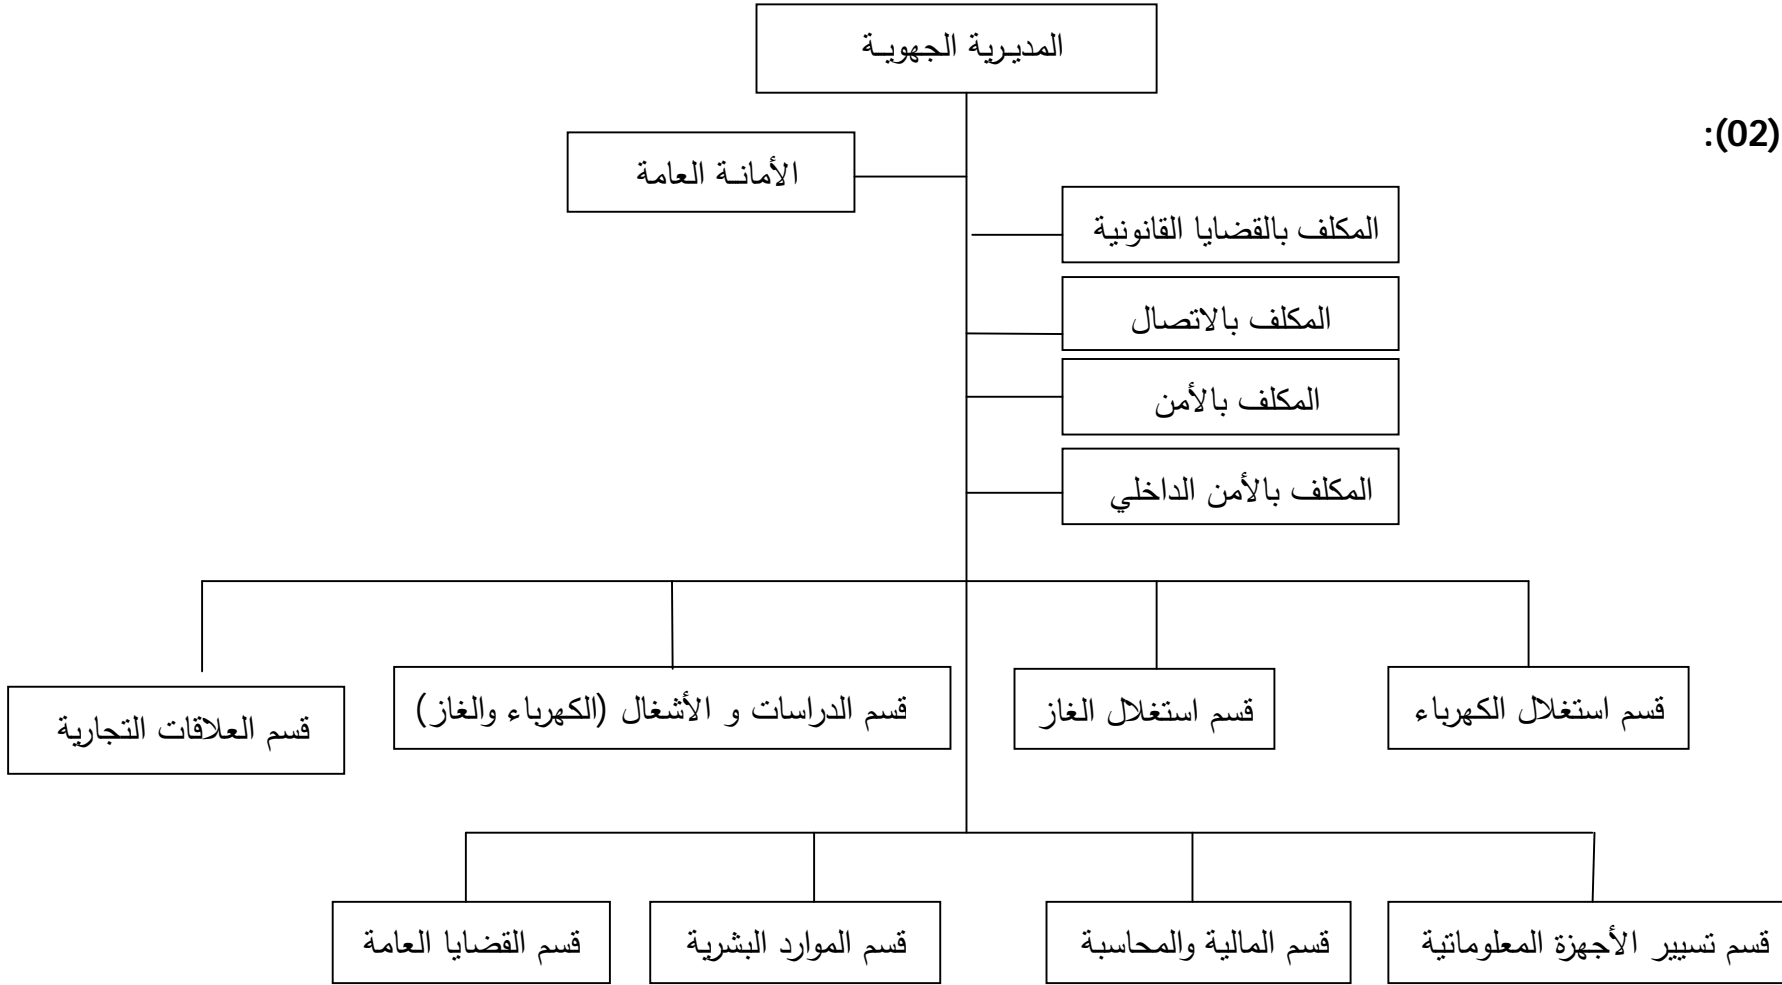 المديرية الجهوية
(02):
الأمانة العامة
المكلف بالقضايا القانونية
المكلف بالاتصال
المكلف بالأمن
المكلف بالأمن الداخلي
قسم استغلال الكهرباء
قسم استغلال الغاز
قسم الدراسات و الأشغال (الكهرباء والغاز)
قسم العلاقات التجارية
قسم تسيير الأجهزة المعلوماتية
قسم المالية والمحاسبة
قسم الموارد البشرية
قسم القضايا العامة